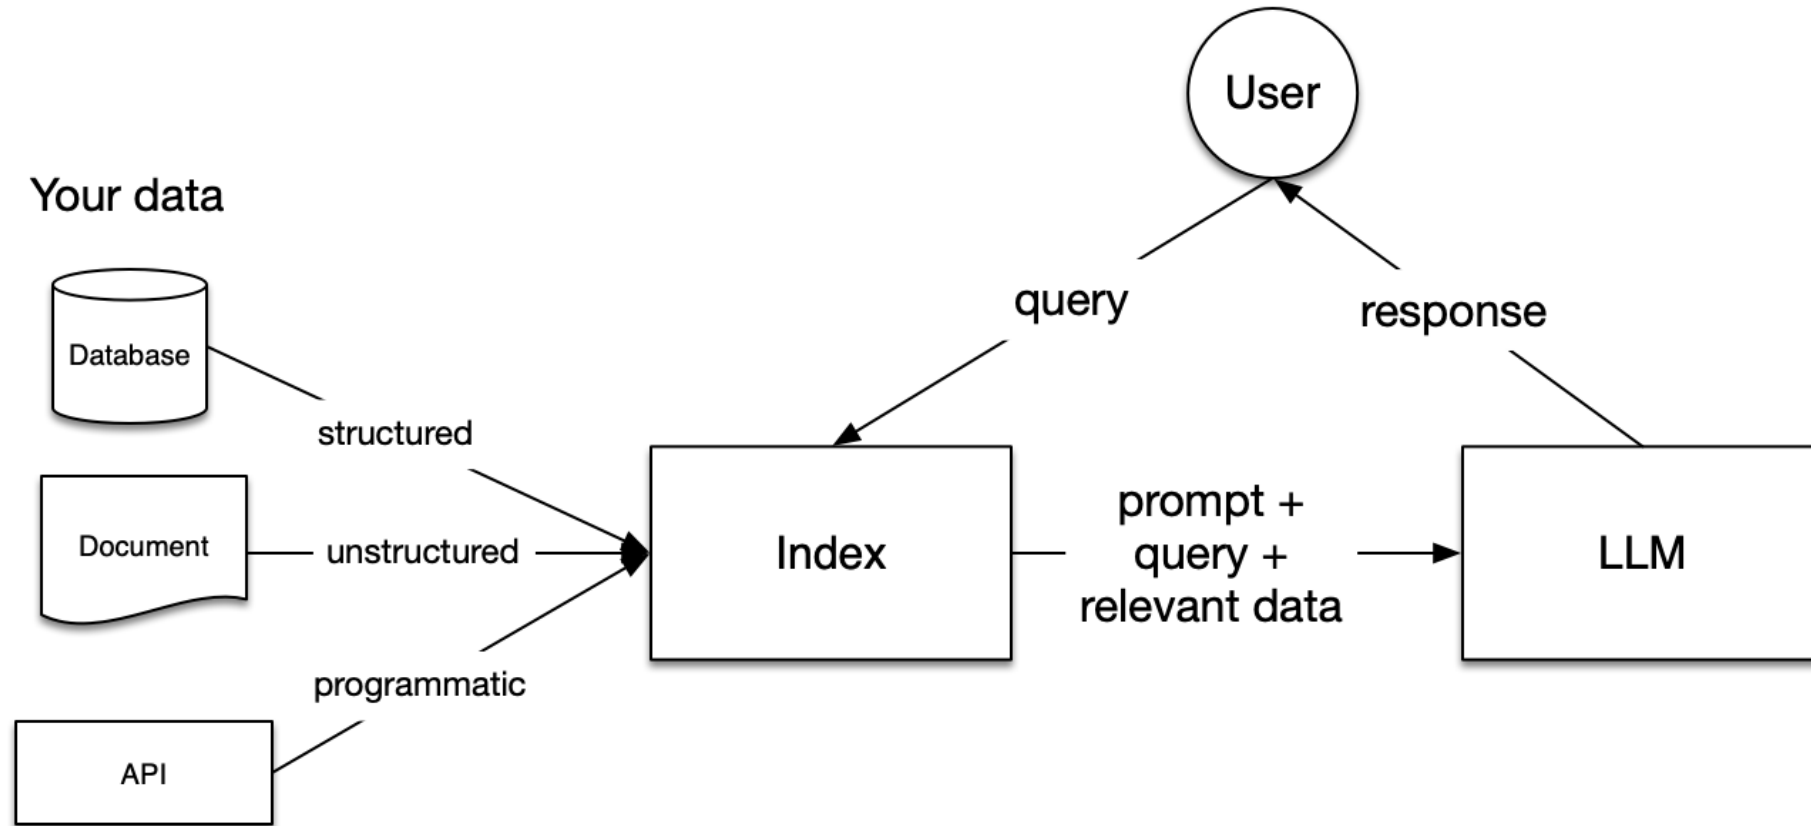 User
Your data
Database
query
response
structured
Document
unstructured
Index
prompt +
query +
relevant data
LLM
programmatic
API